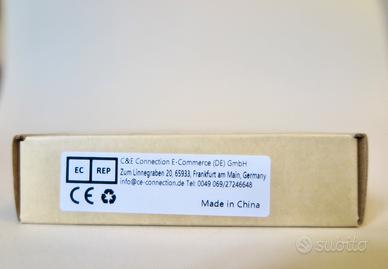 EC REP
C&E Connection E-Commerce (DE) GmbH
Zum Linnegraben 20, 65933, Frankfurt am Main, Germany
info@ce-connection.de Tel: 0049 069/27246648
CE
Made in China
subito